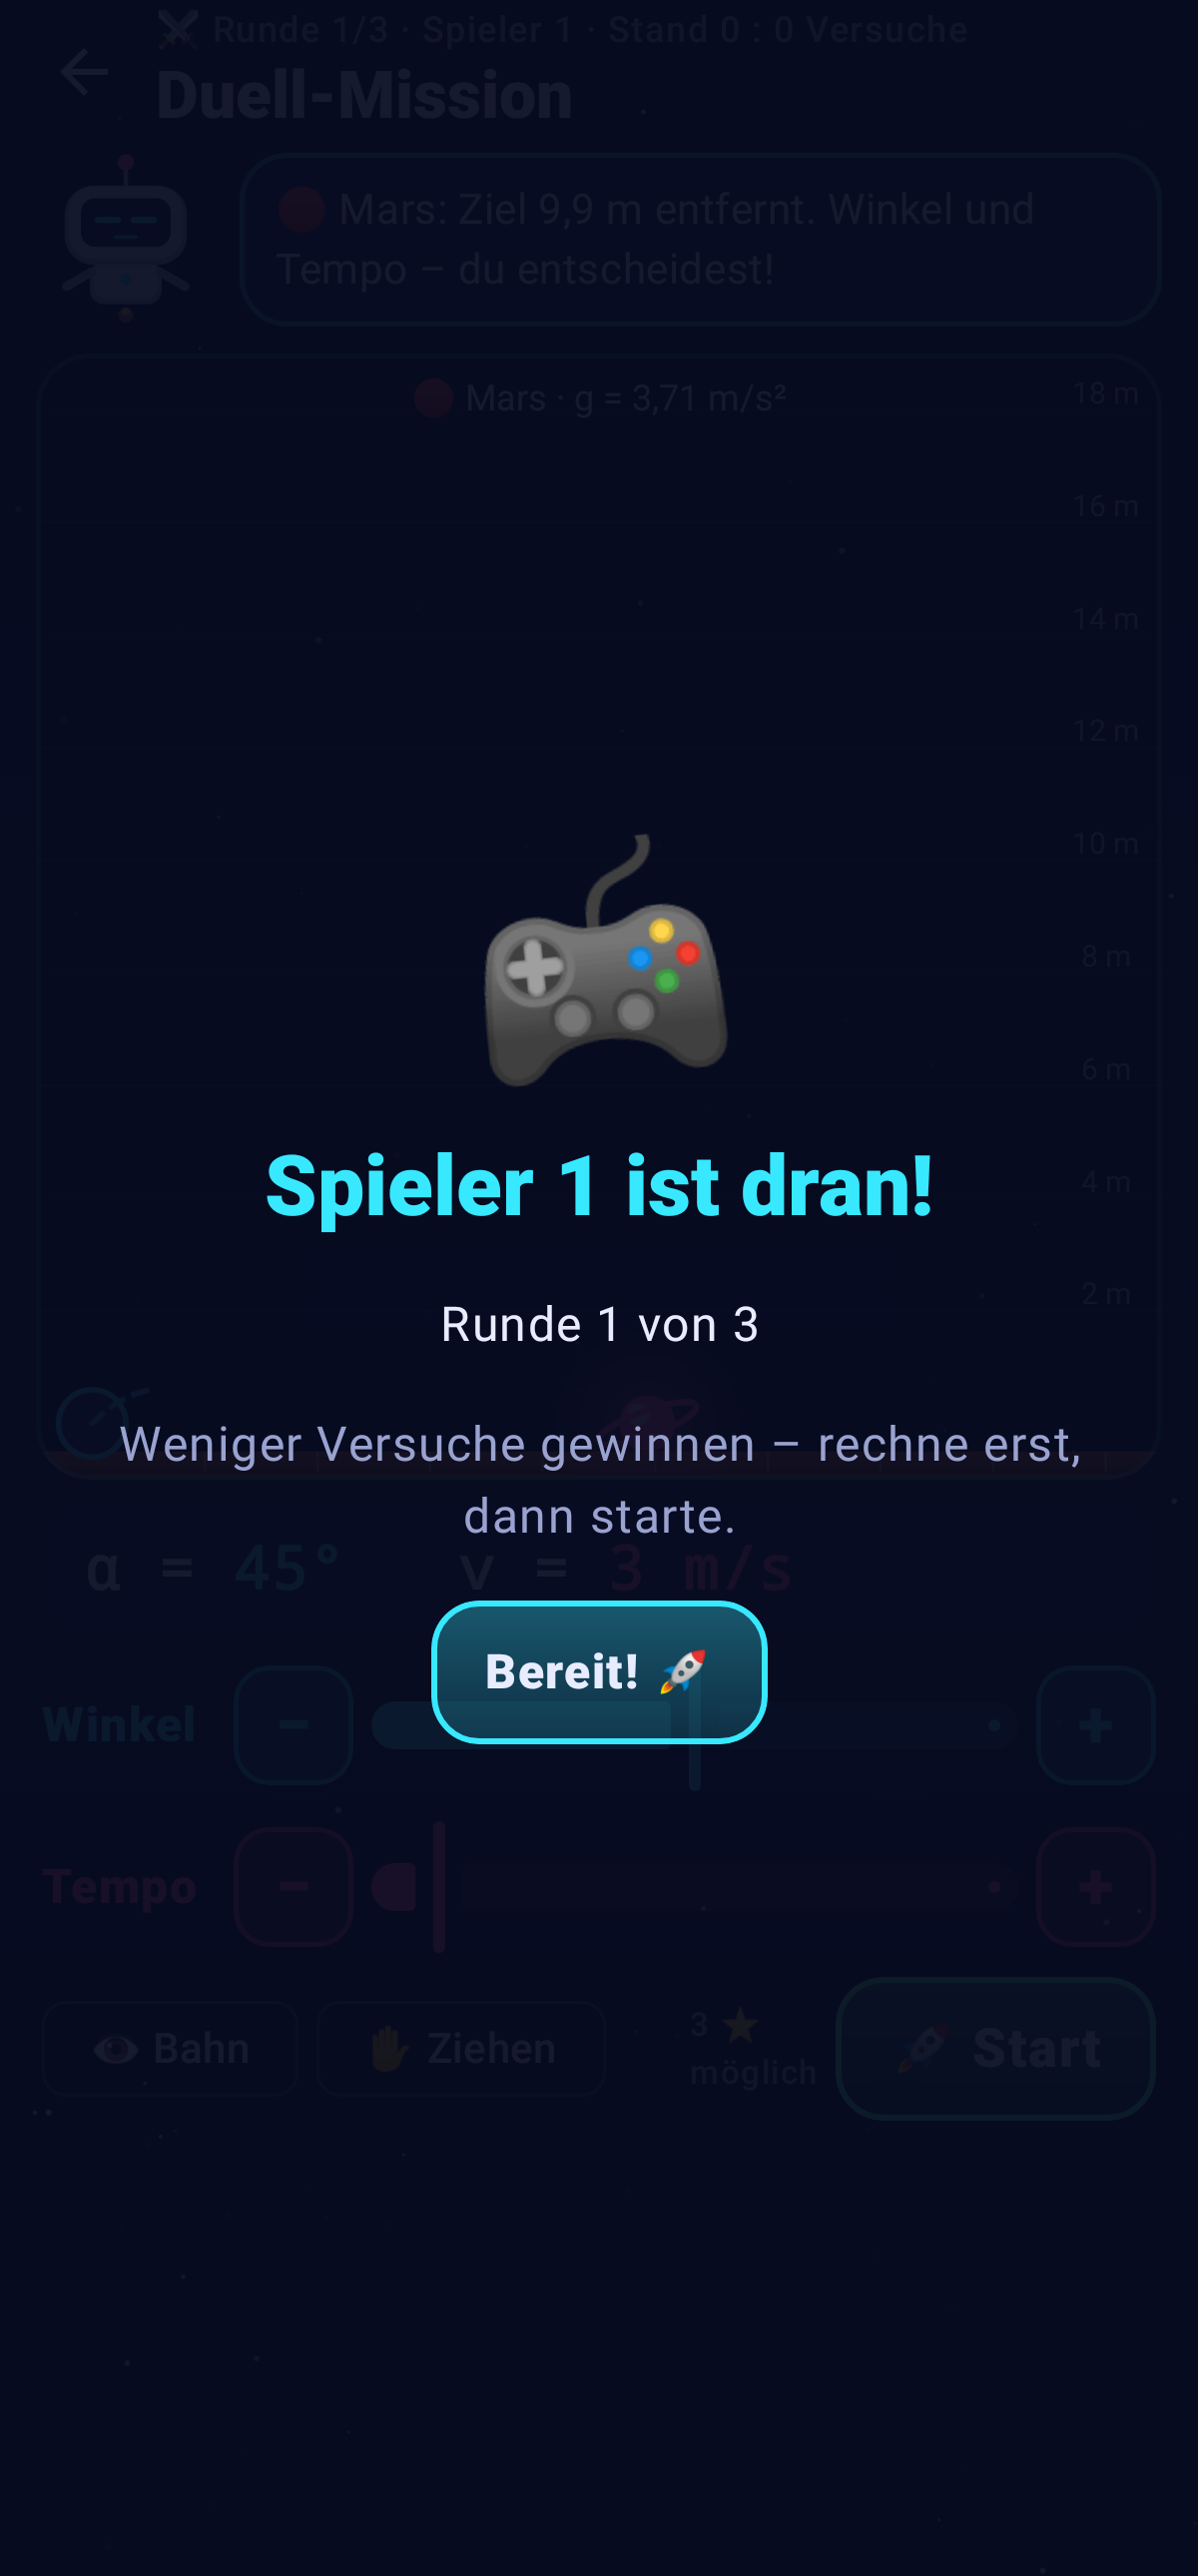 Runde 1/3 · Spieler 1 · Stand 0 : 0 Versuche
Duell-Mission
Mars: Ziel 9,9 m entfernt. Winkel und
Tempo – du entscheidest!
Mars · g = 3,71 m/s²
18 m
16 m
14 m
12 m
10 m
8 m
6 m
4 m
2 m
Spieler 1 ist dran!
Runde 1 von 3
Weniger Versuche gewinnen – rechne erst,
dann starte.
α = 45° v = 3 m/s
Bereit! 🚀
Winkel − +
Tempo − +
👁 Bahn
✋ Ziehen
3 ⭐
möglich
🚀 Start